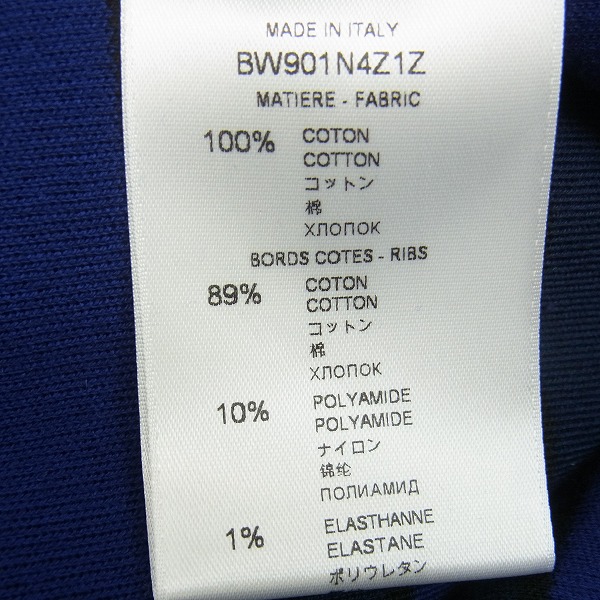 MADE IN ITALY
BW901N4Z1Z
MATIERE - FABRIC
100% COTON
COTTON
コットン
棉
ХЛОПОК
BORDS COTES - RIBS
89% COTON
COTTON
コットン
棉
ХЛОПОК
10% POLYAMIDE
POLYAMIDE
ナイロン
锦纶
ПОЛИАМИД
1% ELASTHANNE
ELASTANE
ポリウレタン